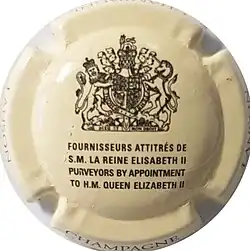 FOURNISSEURS ATTITRÉS DE
S.M. LA REINE ELISABETH II
PURVEYORS BY APPOINTMENT
TO H.M. QUEEN ELIZABETH II
CHAMPAGNE